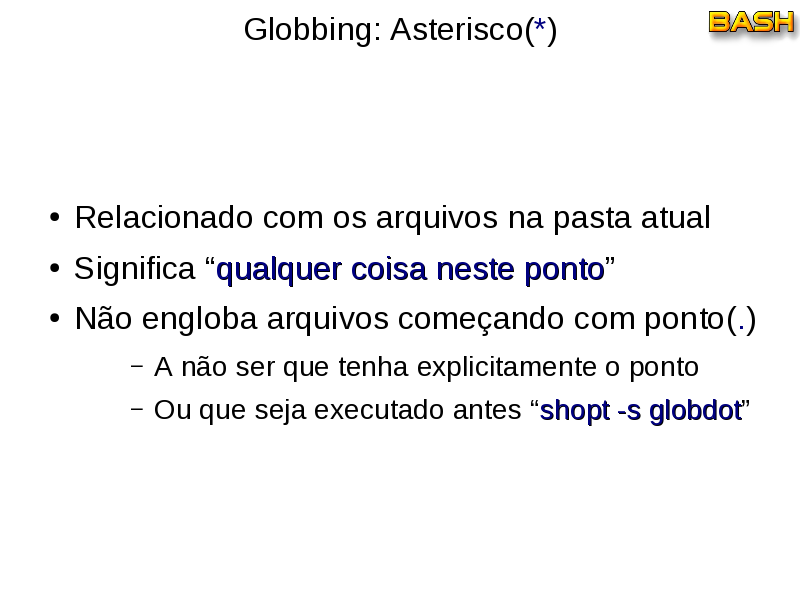 Globbing: Asterisco(*)
BASH
• Relacionado com os arquivos na pasta atual
• Significa “qualquer coisa neste ponto”
• Não engloba arquivos começando com ponto(.)
– A não ser que tenha explicitamente o ponto
– Ou que seja executado antes “shopt -s globdot”